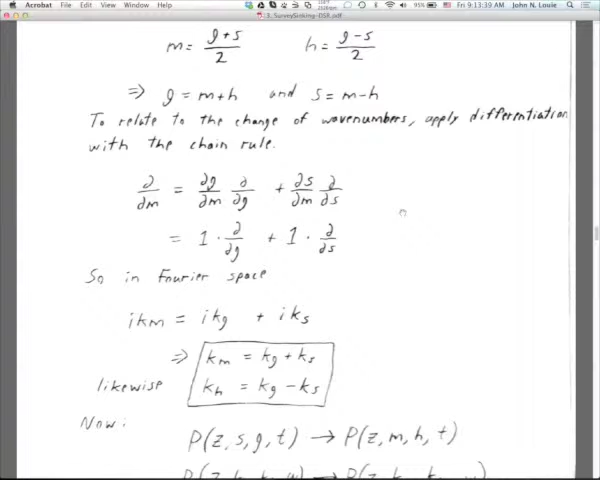 Acrobat File Edit View Window Help
Fri 9:13:39 AM John N. Louie
3. SurveySinking-DSR.pdf
m = g+s/2 h = g-s/2
⇒ g = m+h and s = m-h
To relate to the change of wavenumbers, apply differentiation
with the chain rule.
∂/∂m = ∂g/∂m ∂/∂g + ∂s/∂m ∂/∂s
= 1 · ∂/∂g + 1 · ∂/∂s
So in Fourier space
ikm = ikg + iks
⇒ km = kg + ks
likewise kh = kg - ks
Now:
P(z, s, g, t) → P(z, m, h, t)